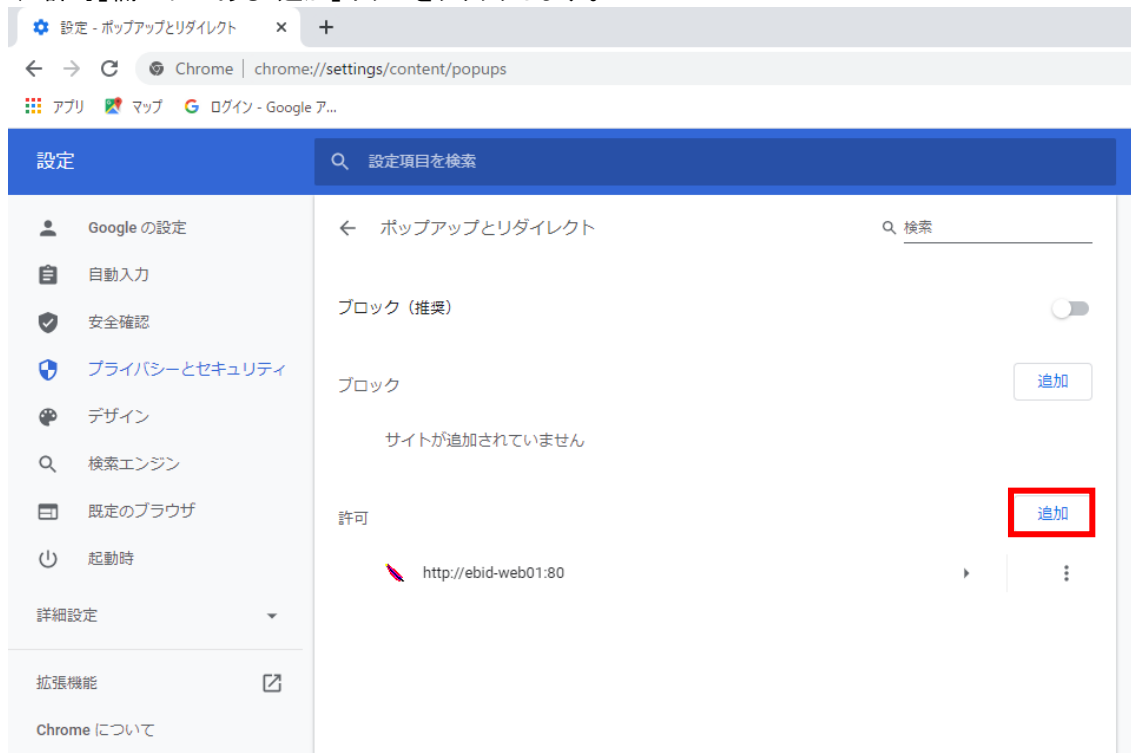 設定 - ポップアップとリダイレクト × +
Chrome | chrome://settings/content/popups
アプリ マップ G ログイン - Google ア...
設定
設定項目を検索
Google の設定
自動入力
安全確認
プライバシーとセキュリティ
デザイン
検索エンジン
既定のブラウザ
起動時
詳細設定
拡張機能
Chrome について
ポップアップとリダイレクト
検索
ブロック（推奨）
ブロック
追加
サイトが追加されていません
許可
追加
http://ebid-web01:80